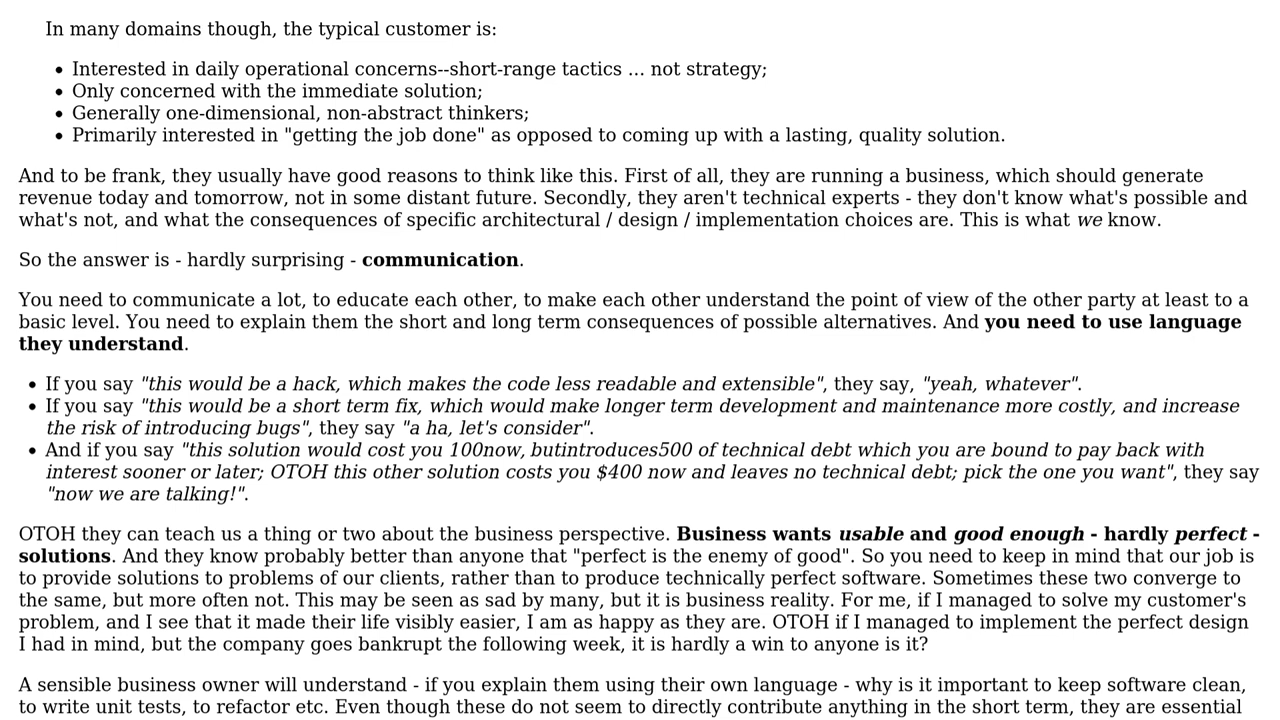 In many domains though, the typical customer is:
• Interested in daily operational concerns--short-range tactics ... not strategy;
• Only concerned with the immediate solution;
• Generally one-dimensional, non-abstract thinkers;
• Primarily interested in "getting the job done" as opposed to coming up with a lasting, quality solution.
And to be frank, they usually have good reasons to think like this. First of all, they are running a business, which should generate
revenue today and tomorrow, not in some distant future. Secondly, they aren't technical experts - they don't know what's possible and
what's not, and what the consequences of specific architectural / design / implementation choices are. This is what we know.
So the answer is - hardly surprising - communication.
You need to communicate a lot, to educate each other, to make each other understand the point of view of the other party at least to a
basic level. You need to explain them the short and long term consequences of possible alternatives. And you need to use language
they understand.
• If you say "this would be a hack, which makes the code less readable and extensible", they say, "yeah, whatever".
• If you say "this would be a short term fix, which would make longer term development and maintenance more costly, and increase
the risk of introducing bugs", they say "a ha, let's consider".
• And if you say "this solution would cost you 100now, butintroduces500 of technical debt which you are bound to pay back with
interest sooner or later; OTOH this other solution costs you $400 now and leaves no technical debt; pick the one you want", they say
"now we are talking!".
OTOH they can teach us a thing or two about the business perspective. Business wants usable and good enough - hardly perfect -
solutions. And they know probably better than anyone that "perfect is the enemy of good". So you need to keep in mind that our job is
to provide solutions to problems of our clients, rather than to produce technically perfect software. Sometimes these two converge to
the same, but more often not. This may be seen as sad by many, but it is business reality. For me, if I managed to solve my customer's
problem, and I see that it made their life visibly easier, I am as happy as they are. OTOH if I managed to implement the perfect design
I had in mind, but the company goes bankrupt the following week, it is hardly a win to anyone is it?
A sensible business owner will understand - if you explain them using their own language - why is it important to keep software clean,
to write unit tests, to refactor etc. Even though these do not seem to directly contribute anything in the short term, they are essential